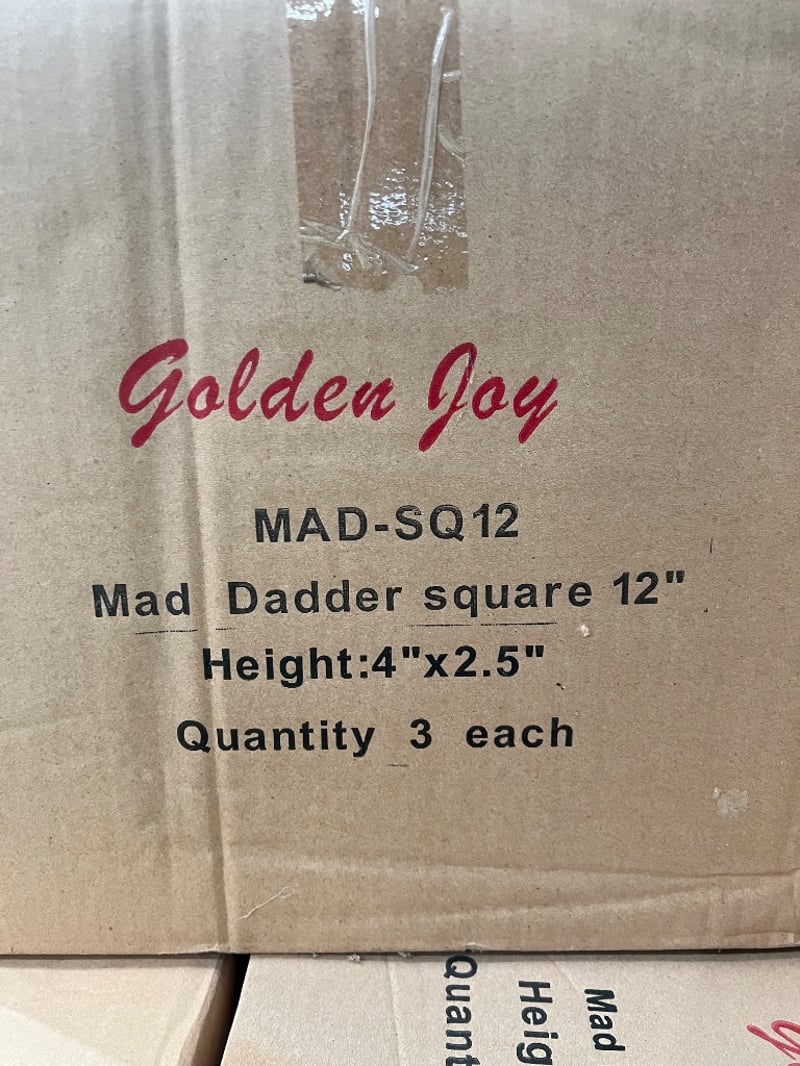 Golden Joy
MAD-SQ12
Mad Dadder square 12"
Height:4"x2.5"
Quantity 3 each
Mad
Heig
Quant